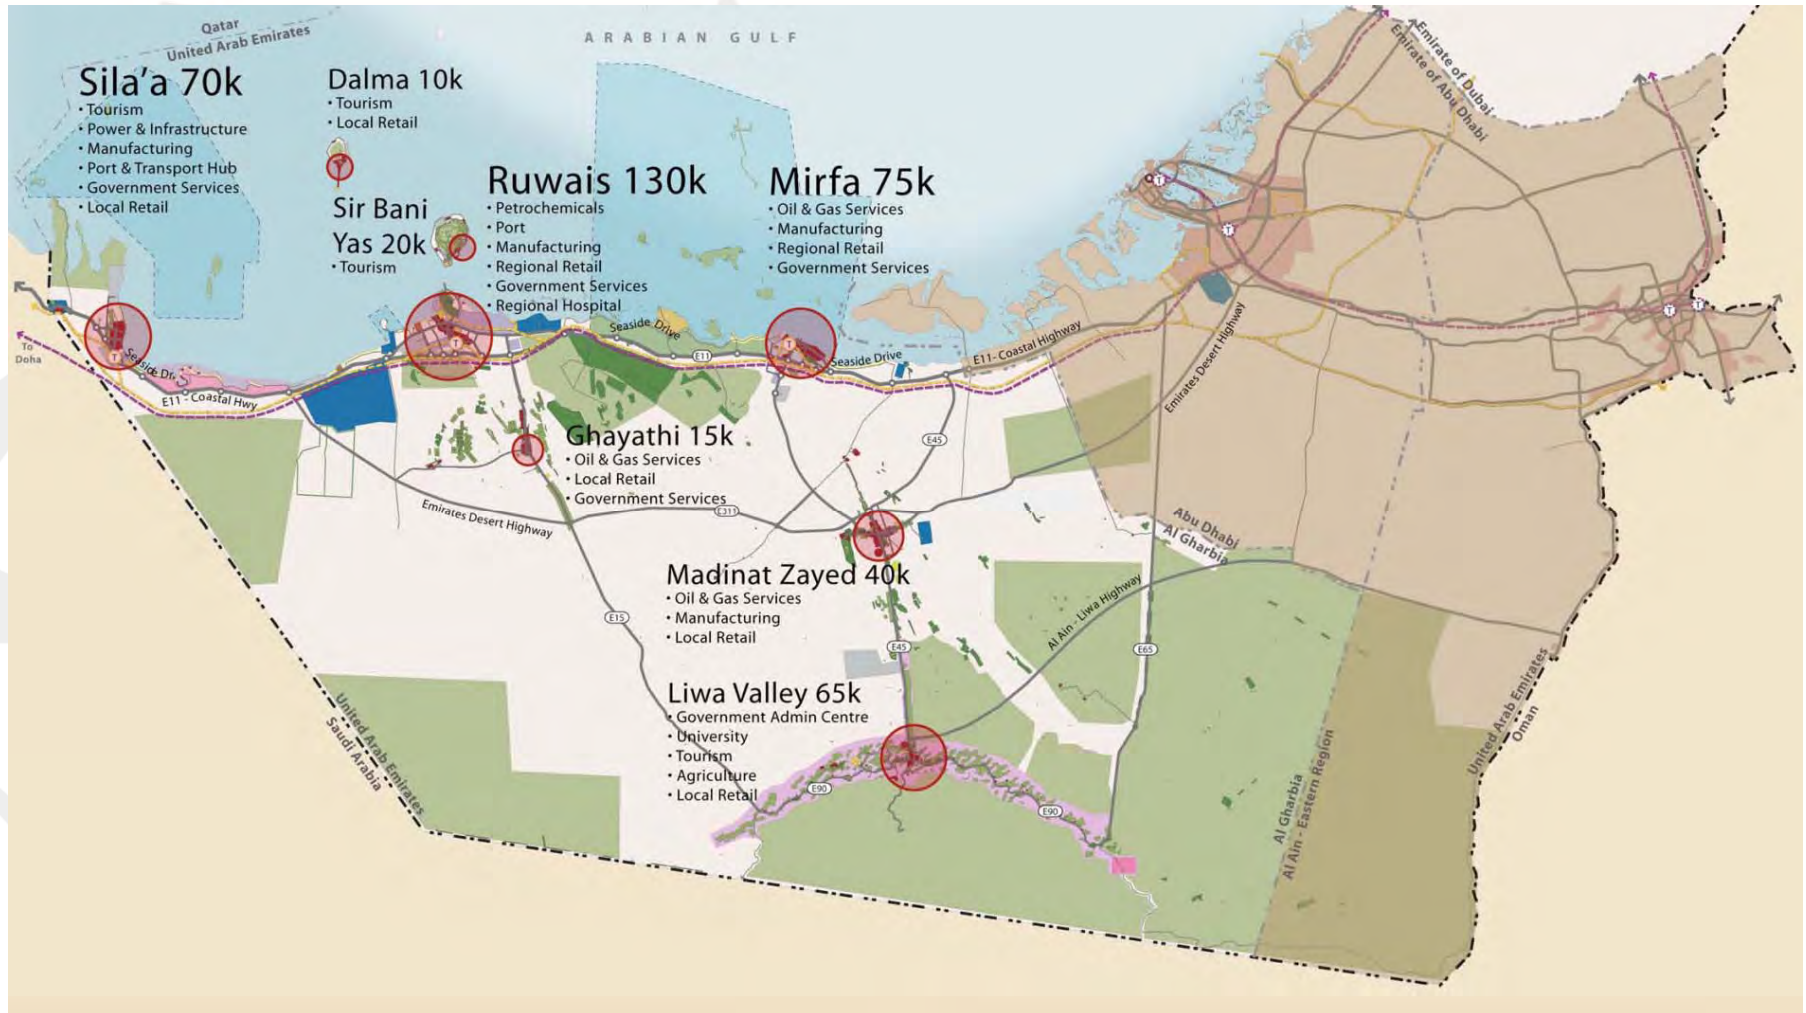 Qatar
United Arab Emirates
ARABIAN GULF
Sila'a 70k
• Tourism
• Power & Infrastructure
• Manufacturing
• Port & Transport Hub
• Government Services
• Local Retail
Dalma 10k
• Tourism
• Local Retail
Sir Bani
Yas 20k
• Tourism
Ruwais 130k
• Petrochemicals
• Port
• Manufacturing
• Regional Retail
• Government Services
• Regional Hospital
Mirfa 75k
• Oil & Gas Services
• Manufacturing
• Regional Retail
• Government Services
Emirate of Dubai
Emirate of Abu Dhabi
T
T
T
T
T
T
T
To
Doha
Seaside Dr.
E11 - Coastal Hwy
Seaside Drive
E11
Seaside Drive
E11- Coastal Highway
Emirates Desert Highway
Ghayathi 15k
• Oil & Gas Services
• Local Retail
• Government Services
E45
Emirates Desert Highway
E311
Abu Dhabi
Al Gharbia
Madinat Zayed 40k
• Oil & Gas Services
• Manufacturing
• Local Retail
E15
E45
Al Ain - Liwa Highway
E65
Liwa Valley 65k
• Government Admin Centre
• University
• Tourism
• Agriculture
• Local Retail
E90
E90
United Arab Emirates
Saudi Arabia
Al Gharbia
Al Ain - Eastern Region
United Arab Emirates
Oman